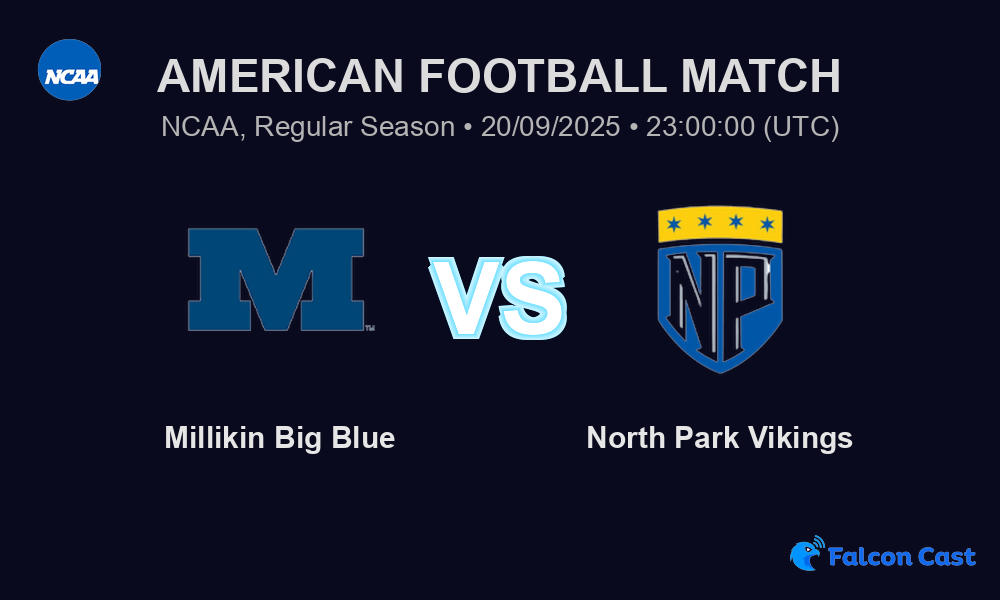 NCAA
AMERICAN FOOTBALL MATCH
NCAA, Regular Season • 20/09/2025 • 23:00:00 (UTC)
M
TM
VS
NP
Millikin Big Blue
North Park Vikings
Falcon Cast